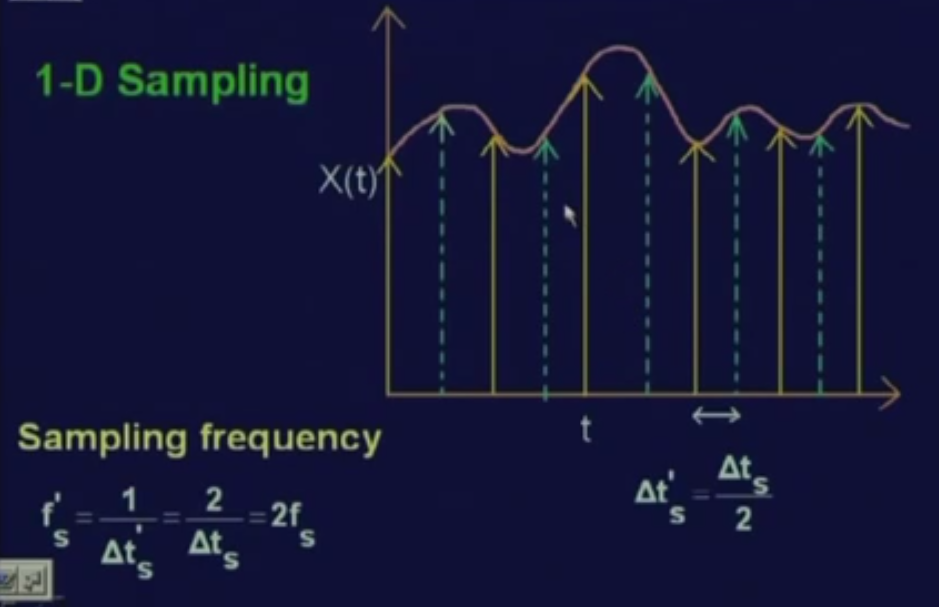 1-D Sampling
X(t)
t
Sampling frequency
f's = 1/Δt's = 2/Δts = 2fs
Δt's = Δts/2